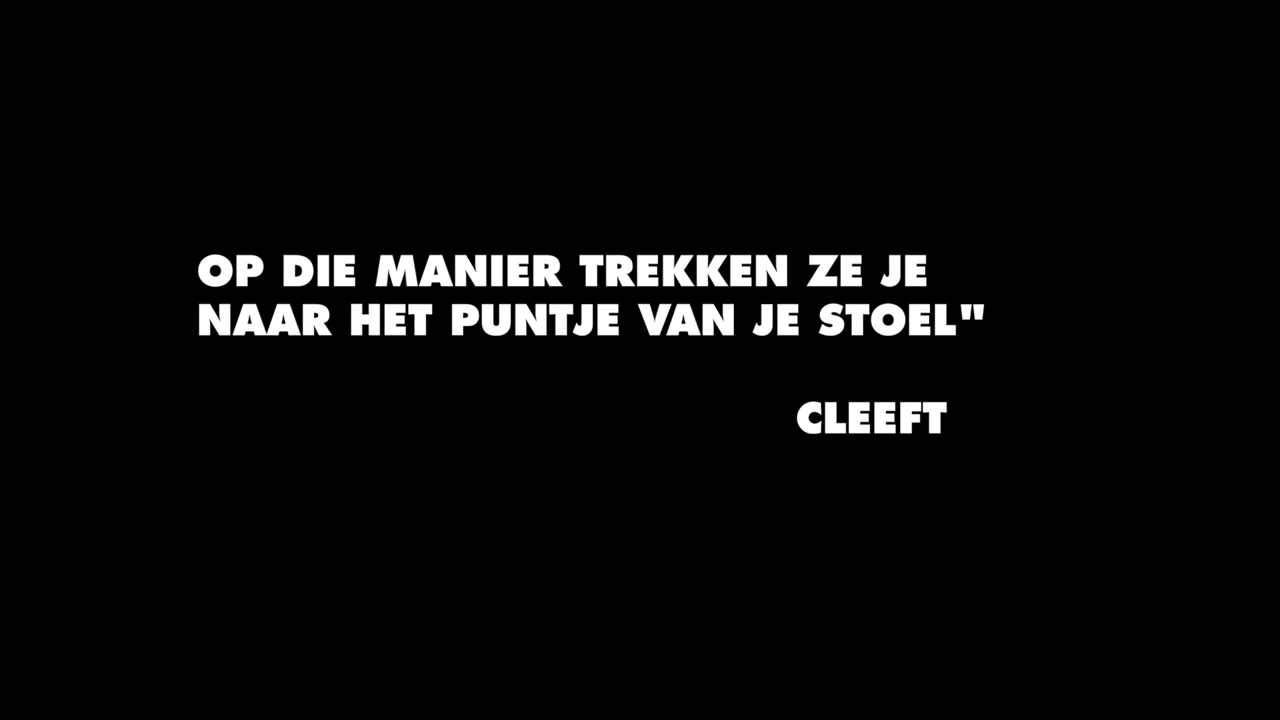 OP DIE MANIER TREKKEN ZE JE
NAAR HET PUNTJE VAN JE STOEL"
CLEEFT